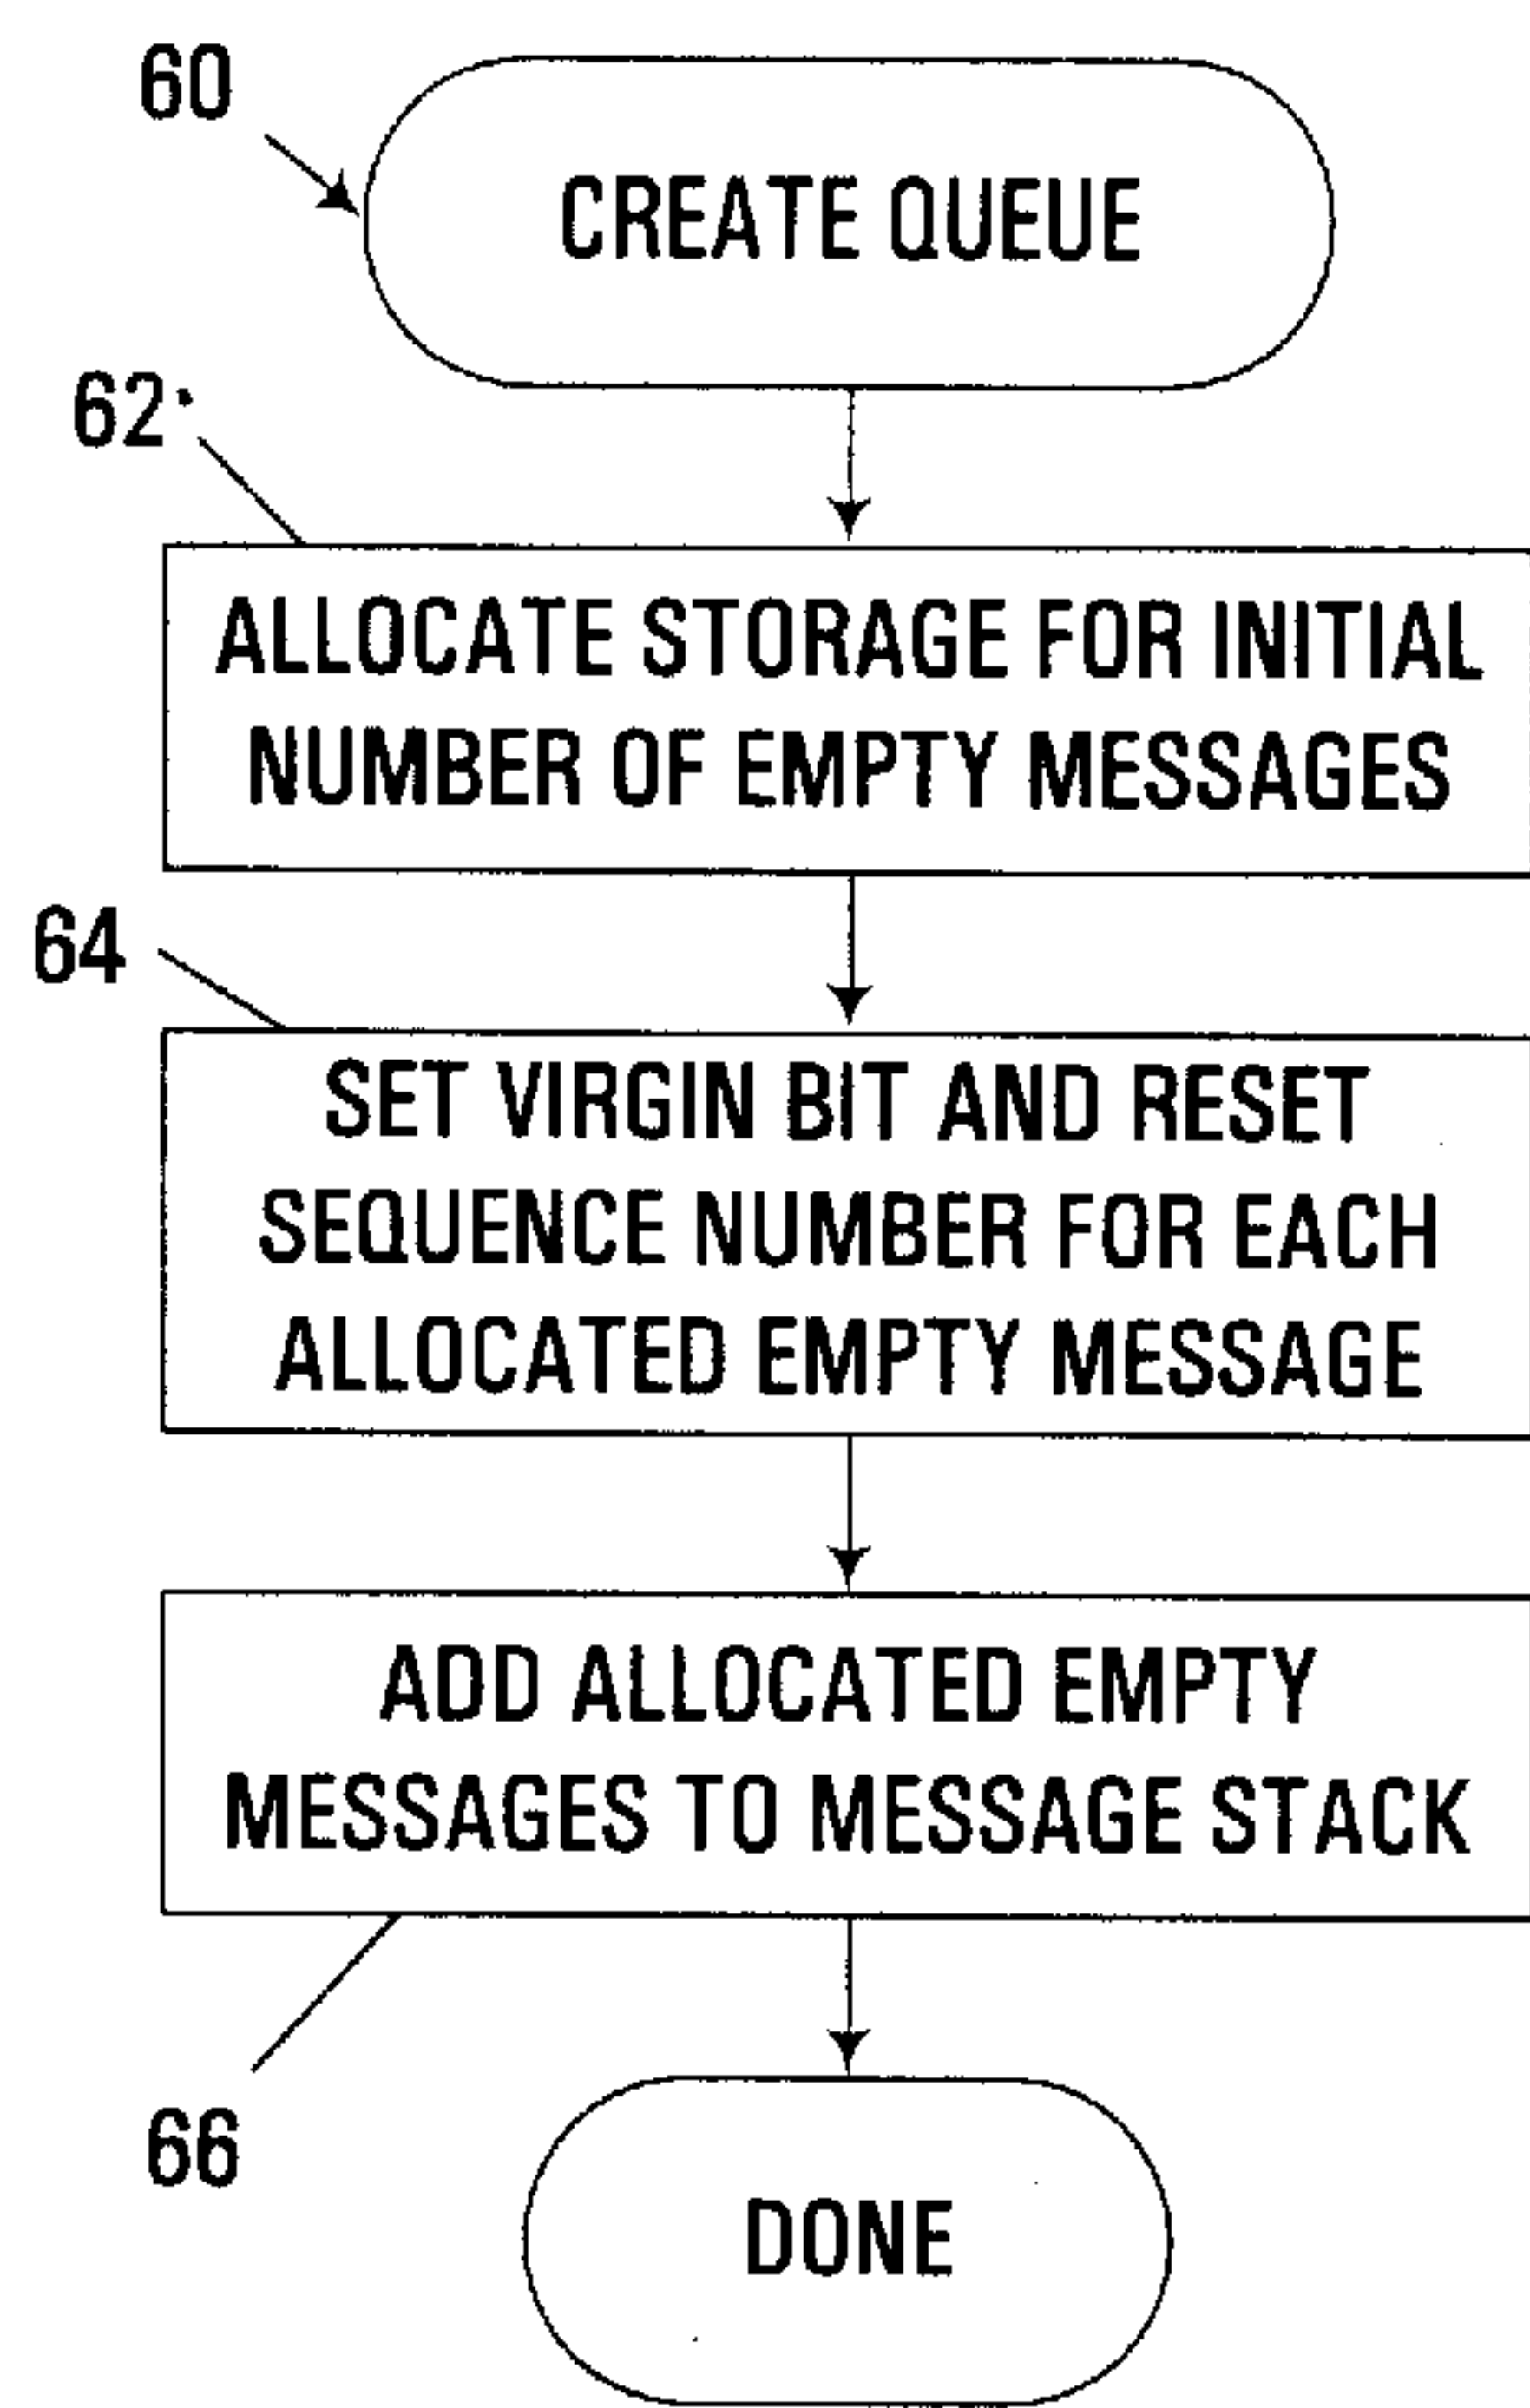 60
CREATE QUEUE
62
ALLOCATE STORAGE FOR INITIAL
NUMBER OF EMPTY MESSAGES
64
SET VIRGIN BIT AND RESET
SEQUENCE NUMBER FOR EACH
ALLOCATED EMPTY MESSAGE
ADD ALLOCATED EMPTY
MESSAGES TO MESSAGE STACK
66
DONE